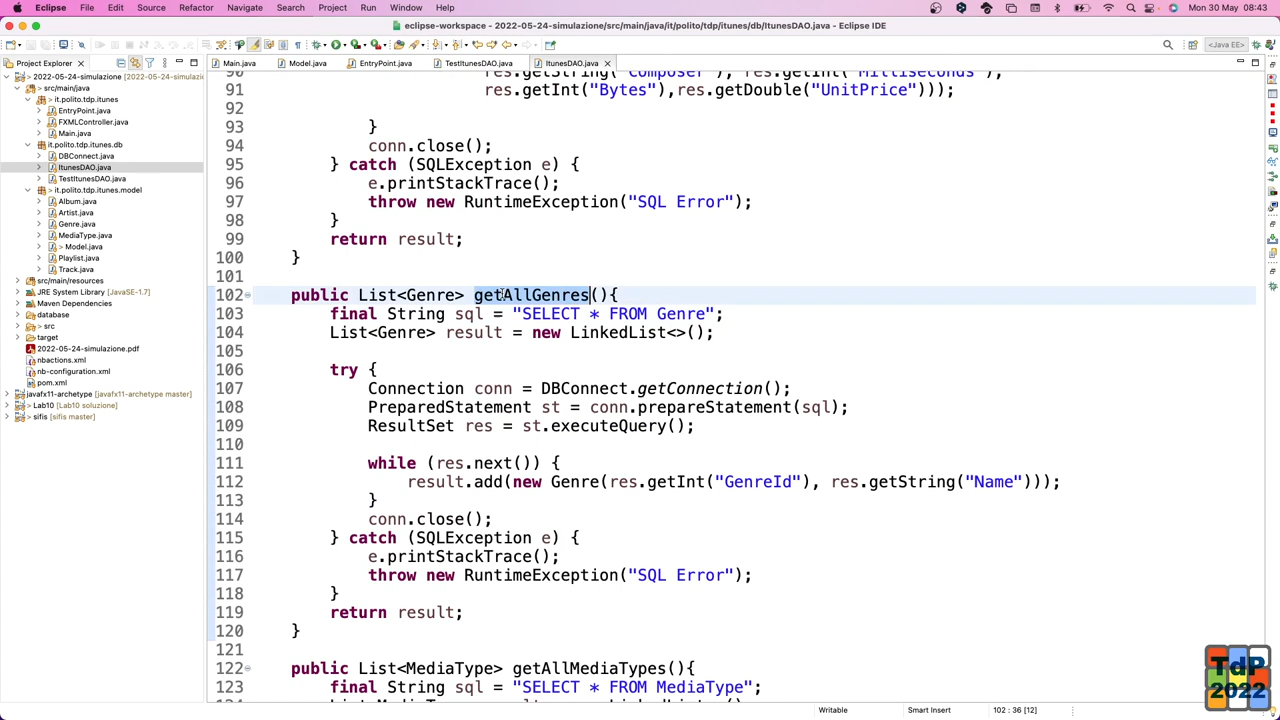 Eclipse File Edit Source Refactor Navigate Search Project Run Window Help Mon 30 May 08:43
eclipse-workspace - 2022-05-24-simulazione/src/main/java/it/polito/tdp/itunes/db/ItunesDAO.java - Eclipse IDE
<Java EE>
Project Explorer
Main.java Model.java EntryPoint.java TestItunesDAO.java ItunesDAO.java
2022-05-24-simulazione
src/main/java
it.polito.tdp.itunes
EntryPoint.java
FXMLController.java
Main.java
it.polito.tdp.itunes.db
DBConnect.java
ItunesDAO.java
TestItunesDAO.java
it.polito.tdp.itunes.model
Album.java
Artist.java
Genre.java
MediaType.java
> Model.java
Playlist.java
Track.java
src/main/resources
JRE System Library [JavaSE-1.7]
Maven Dependencies
database
> src
target
2022-05-24-simulazione.pdf
nbactions.xml
nb-configuration.xml
pom.xml
javafx11-archetype [javafx11-archetype master]
Lab10 [Lab10 soluzione]
sifis [sifis master]
90 res.getString("Composer"), res.getInt("Milliseconds"),
91 res.getInt("Bytes"),res.getDouble("UnitPrice")));
92
93 }
94 conn.close();
95 } catch (SQLException e) {
96 e.printStackTrace();
97 throw new RuntimeException("SQL Error");
98 }
99 return result;
100 }
101
102 public List<Genre> getAllGenres(){
103 final String sql = "SELECT * FROM Genre";
104 List<Genre> result = new LinkedList<>();
105
106 try {
107 Connection conn = DBConnect.getConnection();
108 PreparedStatement st = conn.prepareStatement(sql);
109 ResultSet res = st.executeQuery();
110
111 while (res.next()) {
112 result.add(new Genre(res.getInt("GenreId"), res.getString("Name")));
113 }
114 conn.close();
115 } catch (SQLException e) {
116 e.printStackTrace();
117 throw new RuntimeException("SQL Error");
118 }
119 return result;
120 }
121
122 public List<MediaType> getAllMediaTypes(){
123 final String sql = "SELECT * FROM MediaType";
Writable Smart Insert 102 : 36 [12]
TdP
2022